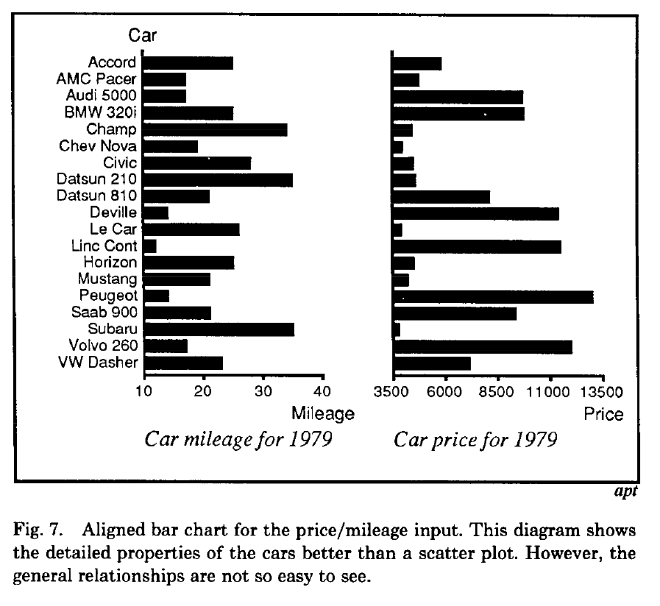 Car
Accord
AMC Pacer
Audi 5000
BMW 320i
Champ
Chev Nova
Civic
Datsun 210
Datsun 810
Deville
Le Car
Linc Cont
Horizon
Mustang
Peugeot
Saab 900
Subaru
Volvo 260
VW Dasher
10 20 30 40 3500 6000 8500 11000 13500
Mileage Price
Car mileage for 1979 Car price for 1979
apt
Fig. 7. Aligned bar chart for the price/mileage input. This diagram shows
the detailed properties of the cars better than a scatter plot. However, the
general relationships are not so easy to see.